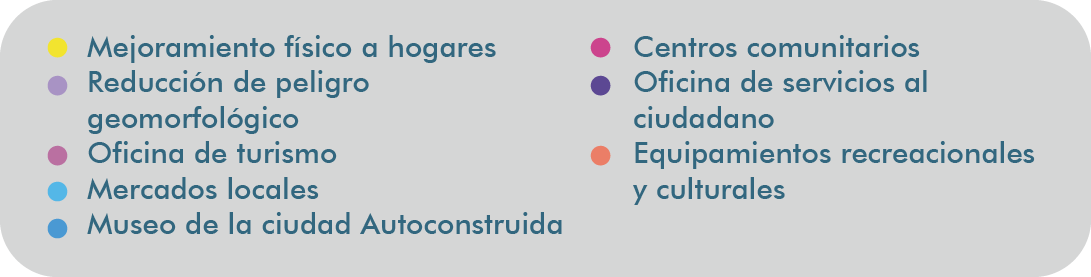 Mejoramiento físico a hogares
Reducción de peligro
geomorfológico
Oficina de turismo
Mercados locales
Museo de la ciudad Autoconstruida
Centros comunitarios
Oficina de servicios al
ciudadano
Equipamientos recreacionales
y culturales